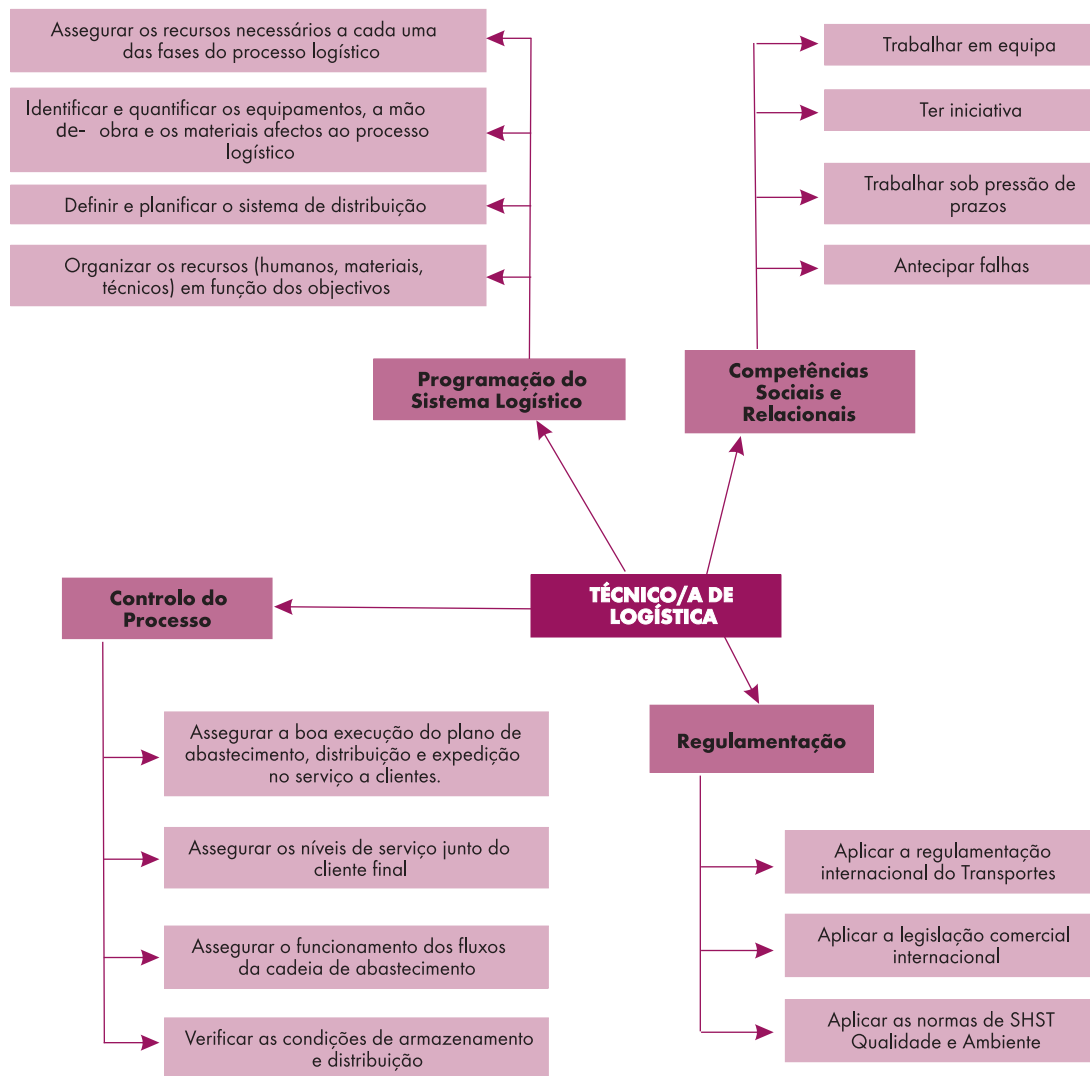 Assegurar os recursos necessários a cada uma
das fases do processo logístico
Identificar e quantificar os equipamentos, a mão
de- obra e os materiais afectos ao processo
logístico
Definir e planificar o sistema de distribuição
Organizar os recursos (humanos, materiais,
técnicos) em função dos objectivos
Programação do
Sistema Logístico
Trabalhar em equipa
Ter iniciativa
Trabalhar sob pressão de
prazos
Antecipar falhas
Competências
Sociais e
Relacionais
TÉCNICO/A DE
LOGÍSTICA
Controlo do
Processo
Assegurar a boa execução do plano de
abastecimento, distribuição e expedição
no serviço a clientes.
Assegurar os níveis de serviço junto do
cliente final
Assegurar o funcionamento dos fluxos
da cadeia de abastecimento
Verificar as condições de armazenamento
e distribuição
Regulamentação
Aplicar a regulamentação
internacional do Transportes
Aplicar a legislação comercial
internacional
Aplicar as normas de SHST
Qualidade e Ambiente